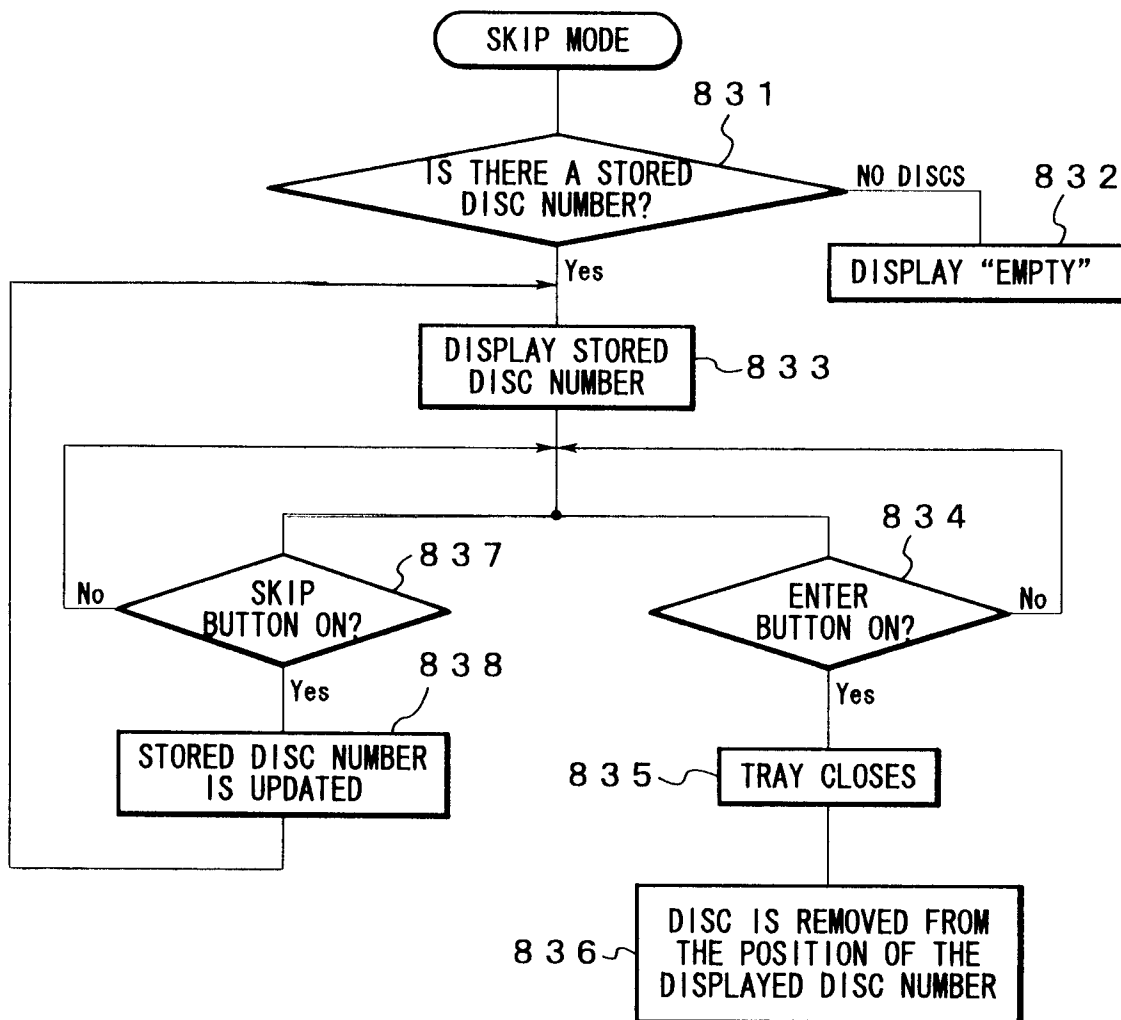 SKIP MODE
831
IS THERE A STORED
DISC NUMBER?
NO DISCS
832
DISPLAY “EMPTY”
Yes
DISPLAY STORED
DISC NUMBER
833
837
834
No
SKIP
BUTTON ON?
ENTER
BUTTON ON?
No
Yes
838
Yes
STORED DISC NUMBER
IS UPDATED
835
TRAY CLOSES
836
DISC IS REMOVED FROM
THE POSITION OF THE
DISPLAYED DISC NUMBER